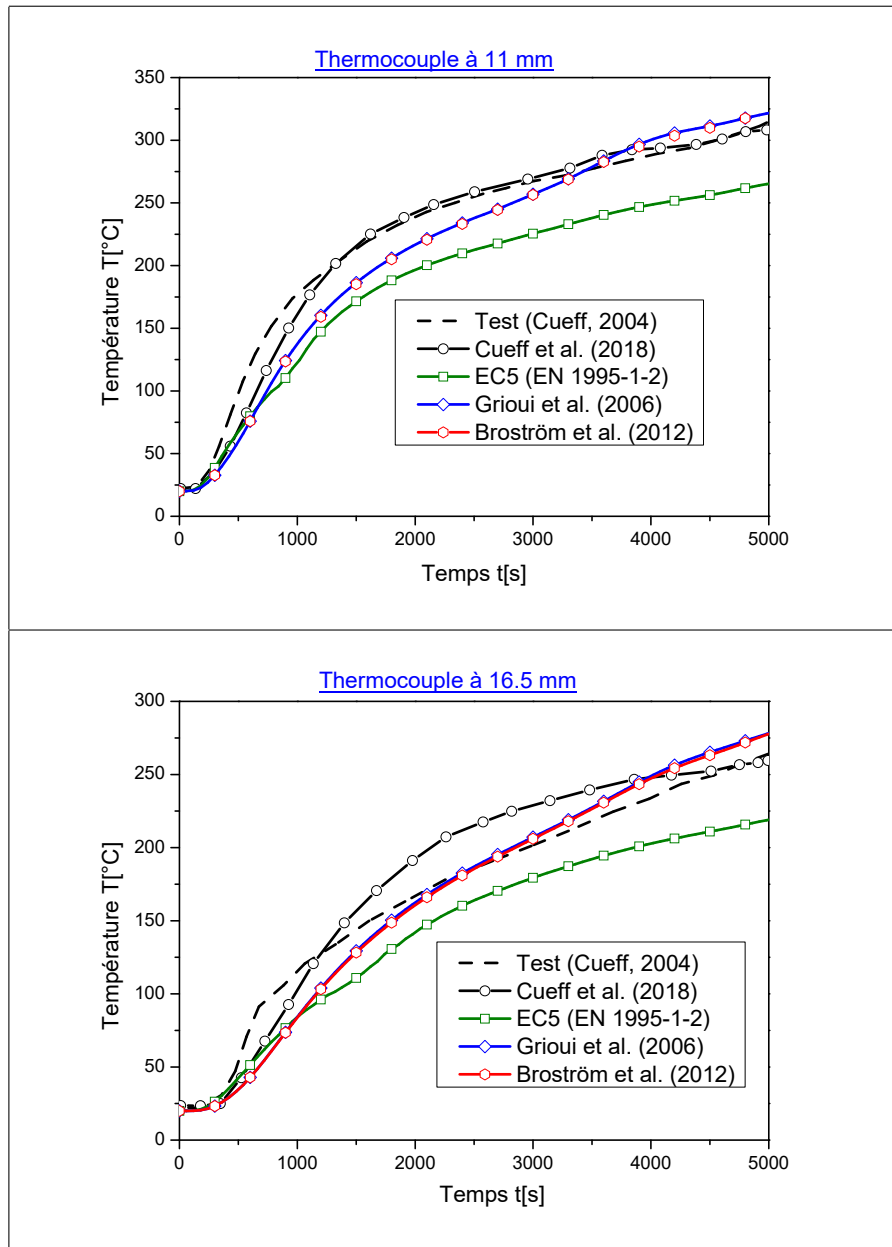 Thermocouple à 11 mm
350
300
250
200
150
100
50
0
Température T[°C]
Test (Cueff, 2004)
Cueff et al. (2018)
EC5 (EN 1995-1-2)
Grioui et al. (2006)
Broström et al. (2012)
0 1000 2000 3000 4000 5000
Temps t[s]
Thermocouple à 16.5 mm
300
250
200
150
100
50
0
Température T[°C]
Test (Cueff, 2004)
Cueff et al. (2018)
EC5 (EN 1995-1-2)
Grioui et al. (2006)
Broström et al. (2012)
0 1000 2000 3000 4000 5000
Temps t[s]